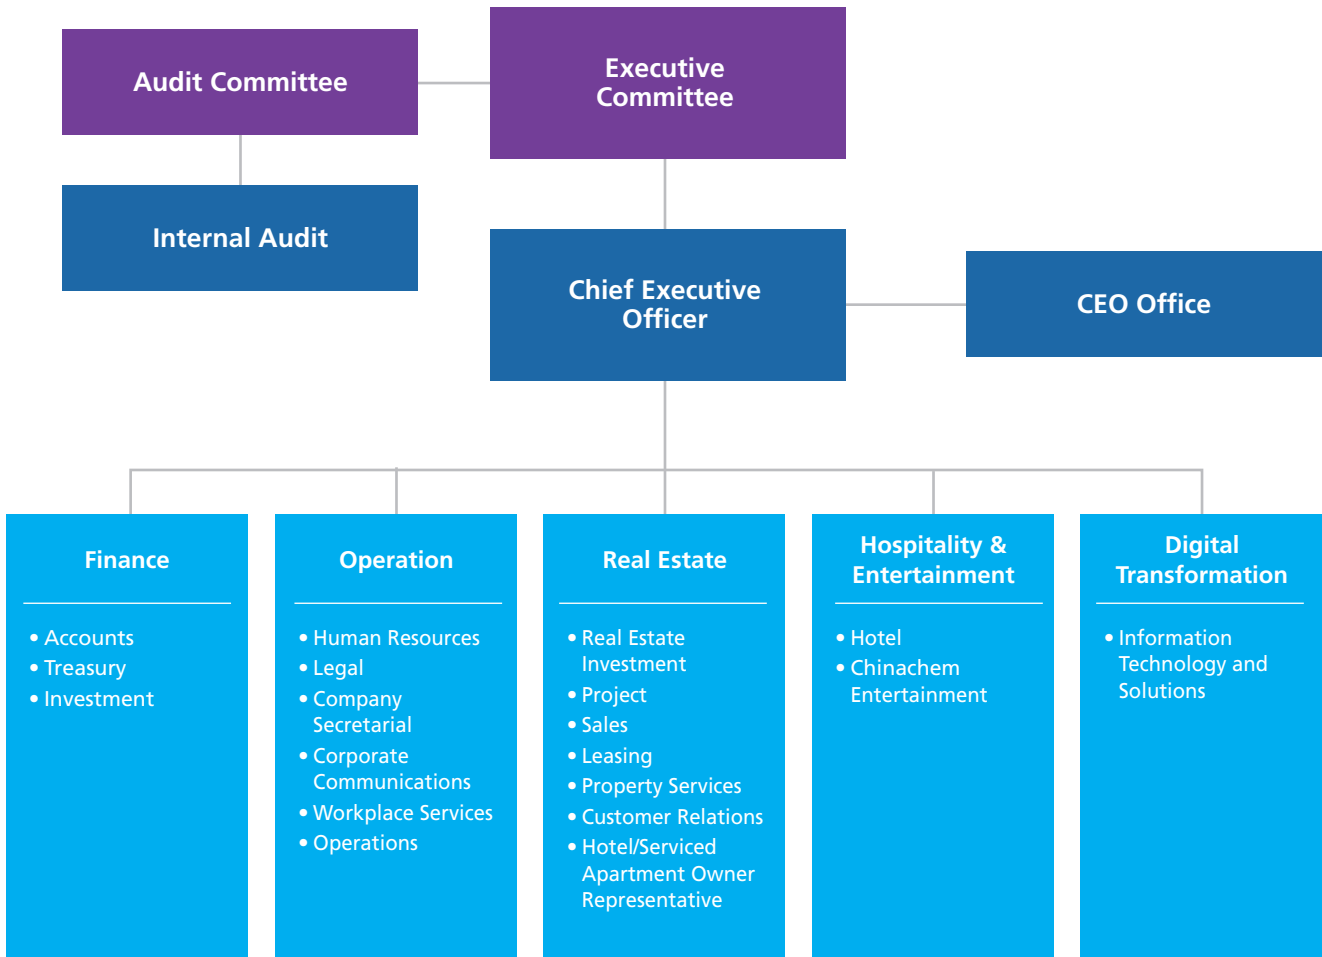 Audit Committee
Executive
Committee
Internal Audit
Chief Executive
Officer
CEO Office
Finance
• Accounts
• Treasury
• Investment
Operation
• Human Resources
• Legal
• Company
Secretarial
• Corporate
Communications
• Workplace Services
• Operations
Real Estate
• Real Estate
Investment
• Project
• Sales
• Leasing
• Property Services
• Customer Relations
• Hotel/Serviced
Apartment Owner
Representative
Hospitality &
Entertainment
• Hotel
• Chinachem
Entertainment
Digital
Transformation
• Information
Technology and
Solutions